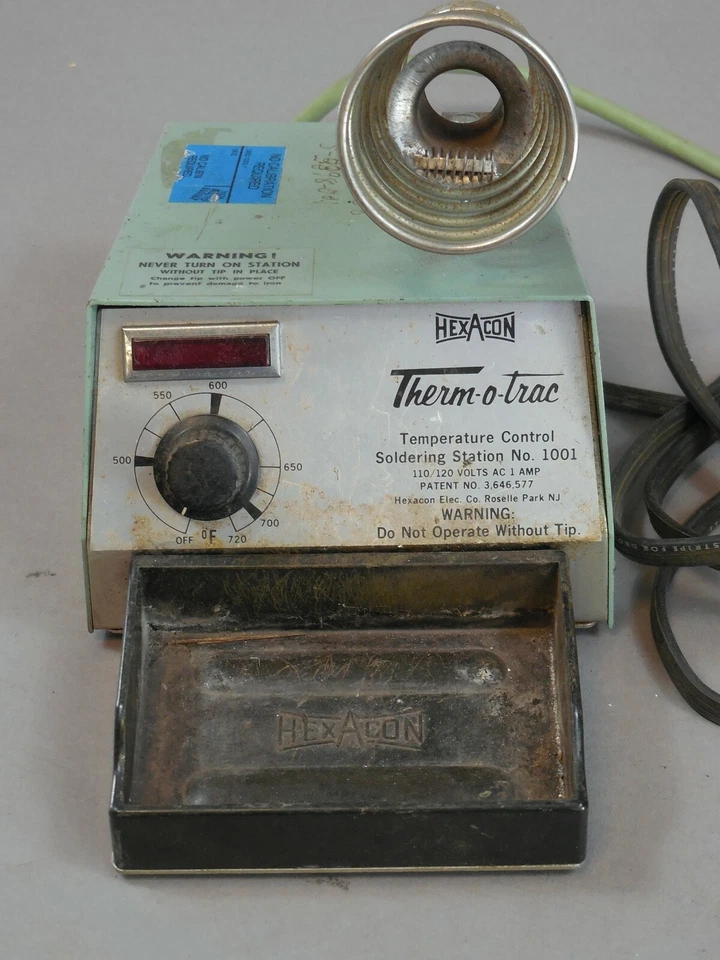 NO CALIBRATION
REQUIRED
WARNING!
NEVER TURN ON STATION
WITHOUT TIP IN PLACE
Change tip with power OFF
to prevent damage to iron
HEXACON
Therm-o-trac
600
550
500
650
700
OFF °F 720
Temperature Control
Soldering Station No. 1001
110/120 VOLTS AC 1 AMP
PATENT NO. 3,646,577
Hexacon Elec. Co. Roselle Park NJ
WARNING:
Do Not Operate Without Tip.
HEXACON